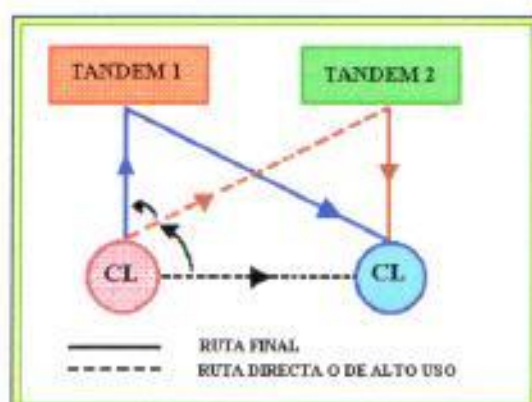 TANDEM 1
TANDEM 2
CL
CL
RUTA FINAL
RUTA DIRECTA O DE ALTO USO